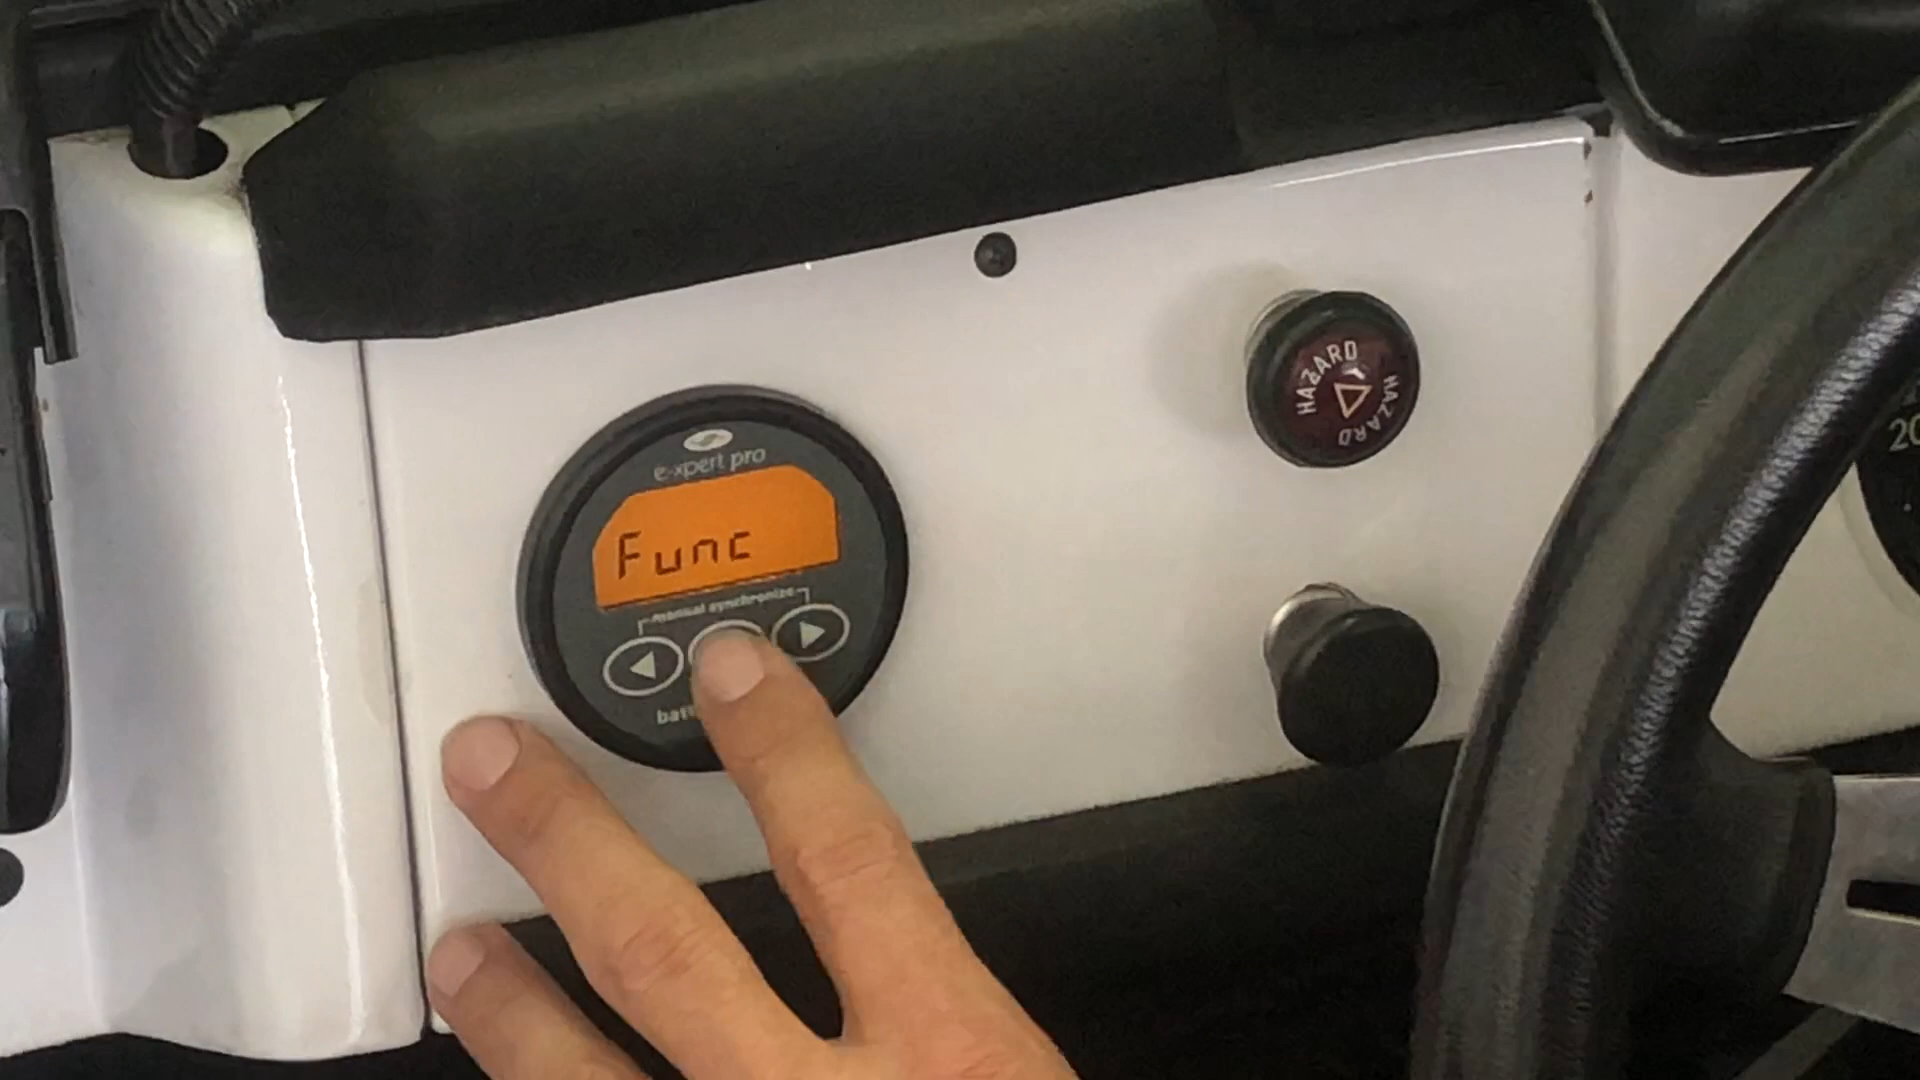 e-xpert pro
Func
manual synchronize
HAZARD
HAZARD